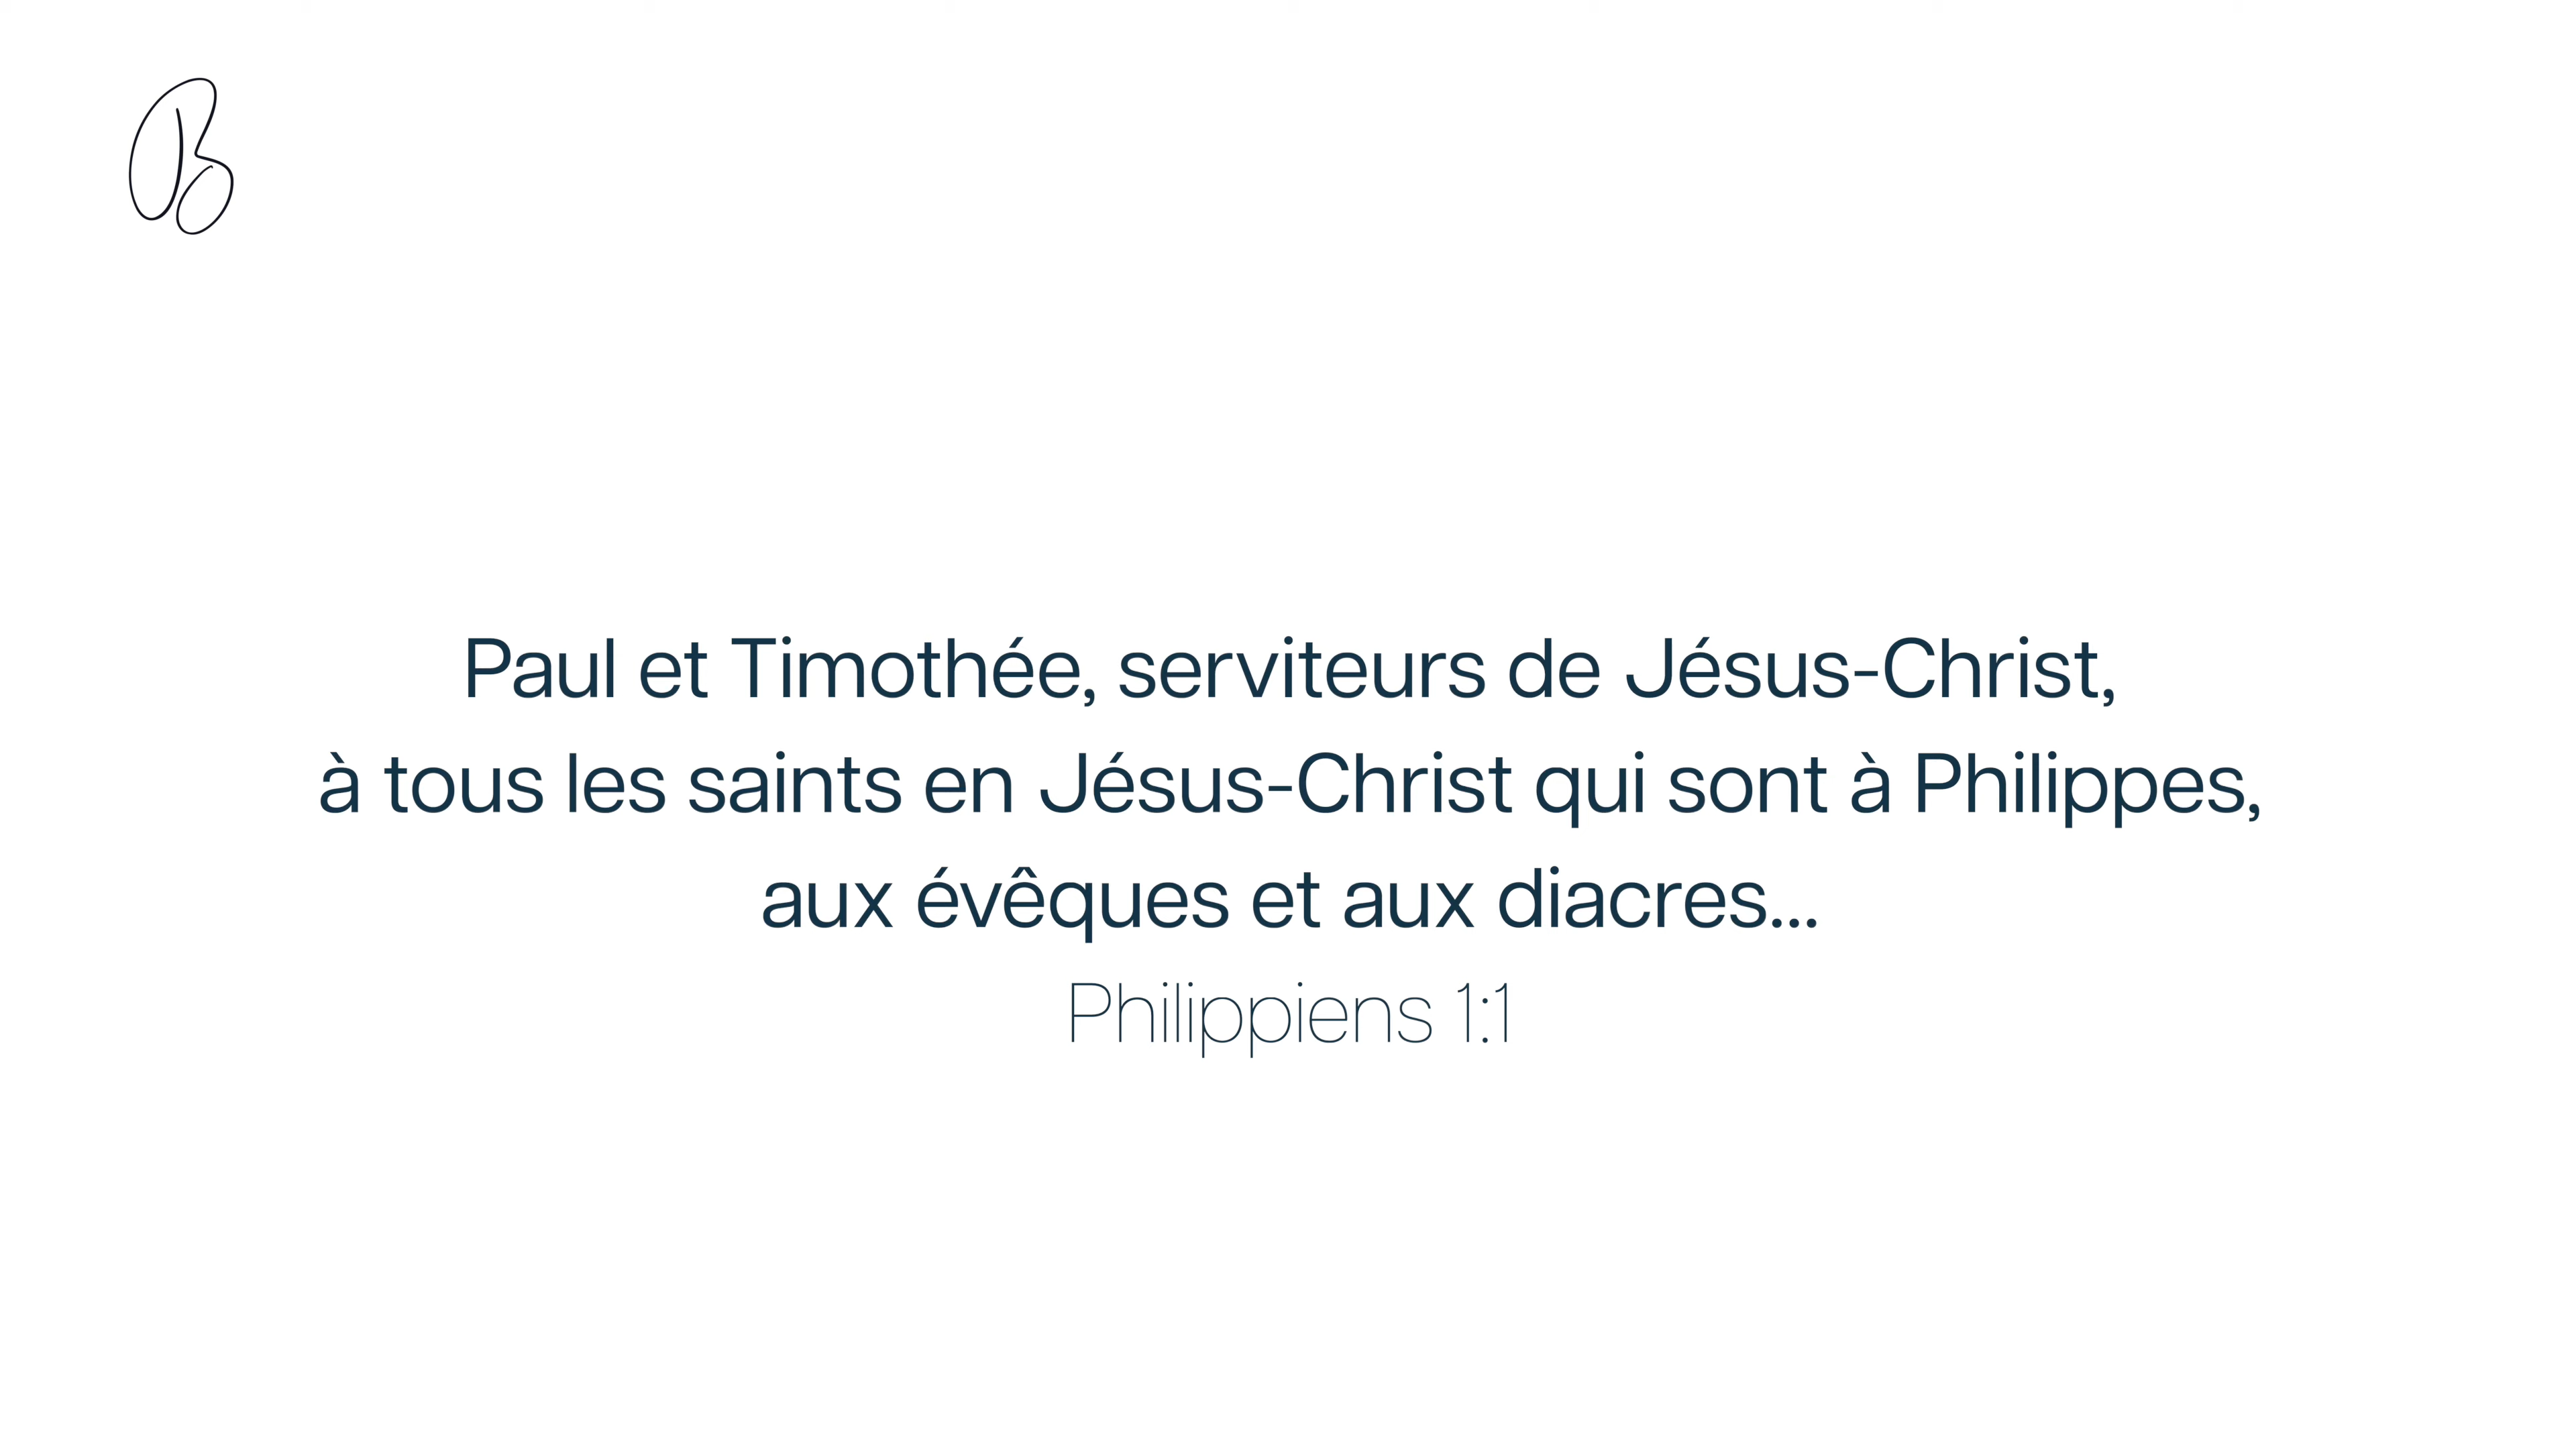 B
Paul et Timothée, serviteurs de Jésus-Christ,
à tous les saints en Jésus-Christ qui sont à Philippes,
aux évêques et aux diacres...
Philippiens 1:1